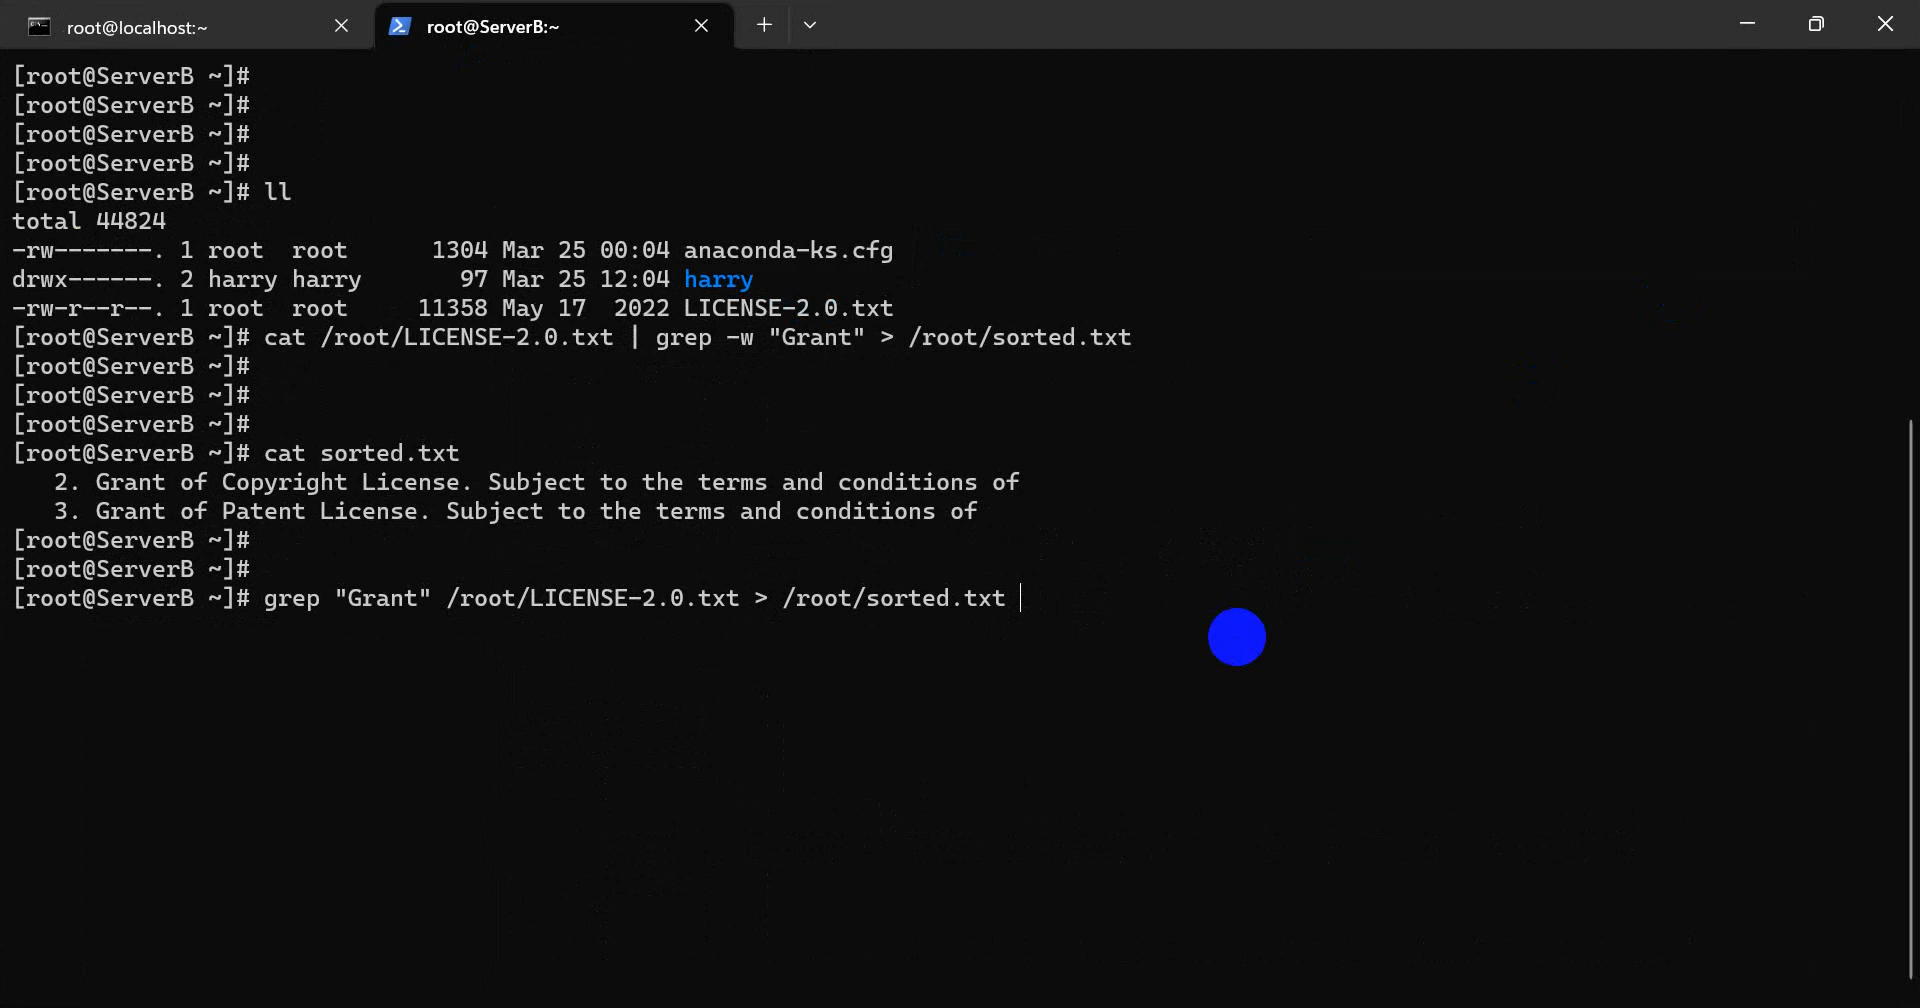 root@localhost:~
root@ServerB:~
[root@ServerB ~]#
[root@ServerB ~]#
[root@ServerB ~]#
[root@ServerB ~]#
[root@ServerB ~]# ll
total 44824
-rw-------. 1 root  root      1304 Mar 25 00:04 anaconda-ks.cfg
drwx------. 2 harry harry       97 Mar 25 12:04 harry
-rw-r--r--. 1 root  root     11358 May 17  2022 LICENSE-2.0.txt
[root@ServerB ~]# cat /root/LICENSE-2.0.txt | grep -w "Grant" > /root/sorted.txt
[root@ServerB ~]#
[root@ServerB ~]#
[root@ServerB ~]#
[root@ServerB ~]# cat sorted.txt
   2. Grant of Copyright License. Subject to the terms and conditions of
   3. Grant of Patent License. Subject to the terms and conditions of
[root@ServerB ~]#
[root@ServerB ~]#
[root@ServerB ~]# grep "Grant" /root/LICENSE-2.0.txt > /root/sorted.txt